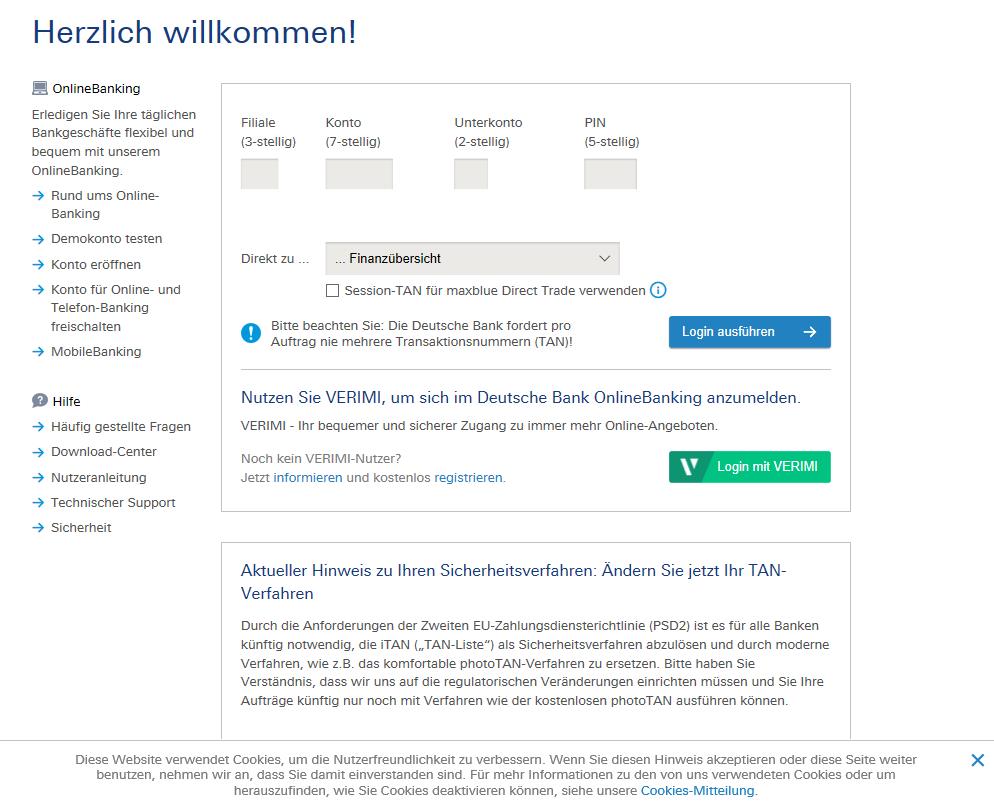 Herzlich willkommen!
OnlineBanking
Erledigen Sie Ihre täglichen
Bankgeschäfte flexibel und
bequem mit unserem
OnlineBanking.
Rund ums Online-
Banking
Demokonto testen
Konto eröffnen
Konto für Online- und
Telefon-Banking
freischalten
MobileBanking
Hilfe
Häufig gestellte Fragen
Download-Center
Nutzeranleitung
Technischer Support
Sicherheit
Filiale Konto Unterkonto PIN
(3-stellig) (7-stellig) (2-stellig) (5-stellig)
Direkt zu ... ... Finanzübersicht
Session-TAN für maxblue Direct Trade verwenden
Bitte beachten Sie: Die Deutsche Bank fordert pro
Auftrag nie mehrere Transaktionsnummern (TAN)!
Login ausführen
Nutzen Sie VERIMI, um sich im Deutsche Bank OnlineBanking anzumelden.
VERIMI - Ihr bequemer und sicherer Zugang zu immer mehr Online-Angeboten.
Noch kein VERIMI-Nutzer?
Jetzt informieren und kostenlos registrieren.
Login mit VERIMI
Aktueller Hinweis zu Ihren Sicherheitsverfahren: Ändern Sie jetzt Ihr TAN-
Verfahren
Durch die Anforderungen der Zweiten EU-Zahlungsdiensterichtlinie (PSD2) ist es für alle Banken
künftig notwendig, die iTAN („TAN-Liste“) als Sicherheitsverfahren abzulösen und durch moderne
Verfahren, wie z.B. das komfortable photoTAN-Verfahren zu ersetzen. Bitte haben Sie
Verständnis, dass wir uns auf die regulatorischen Veränderungen einrichten müssen und Sie Ihre
Aufträge künftig nur noch mit Verfahren wie der kostenlosen photoTAN ausführen können.
Diese Website verwendet Cookies, um die Nutzerfreundlichkeit zu verbessern. Wenn Sie diesen Hinweis akzeptieren oder diese Seite weiter
benutzen, nehmen wir an, dass Sie damit einverstanden sind. Für mehr Informationen zu den von uns verwendeten Cookies oder um
herauszufinden, wie Sie Cookies deaktivieren können, siehe unsere Cookies-Mitteilung.